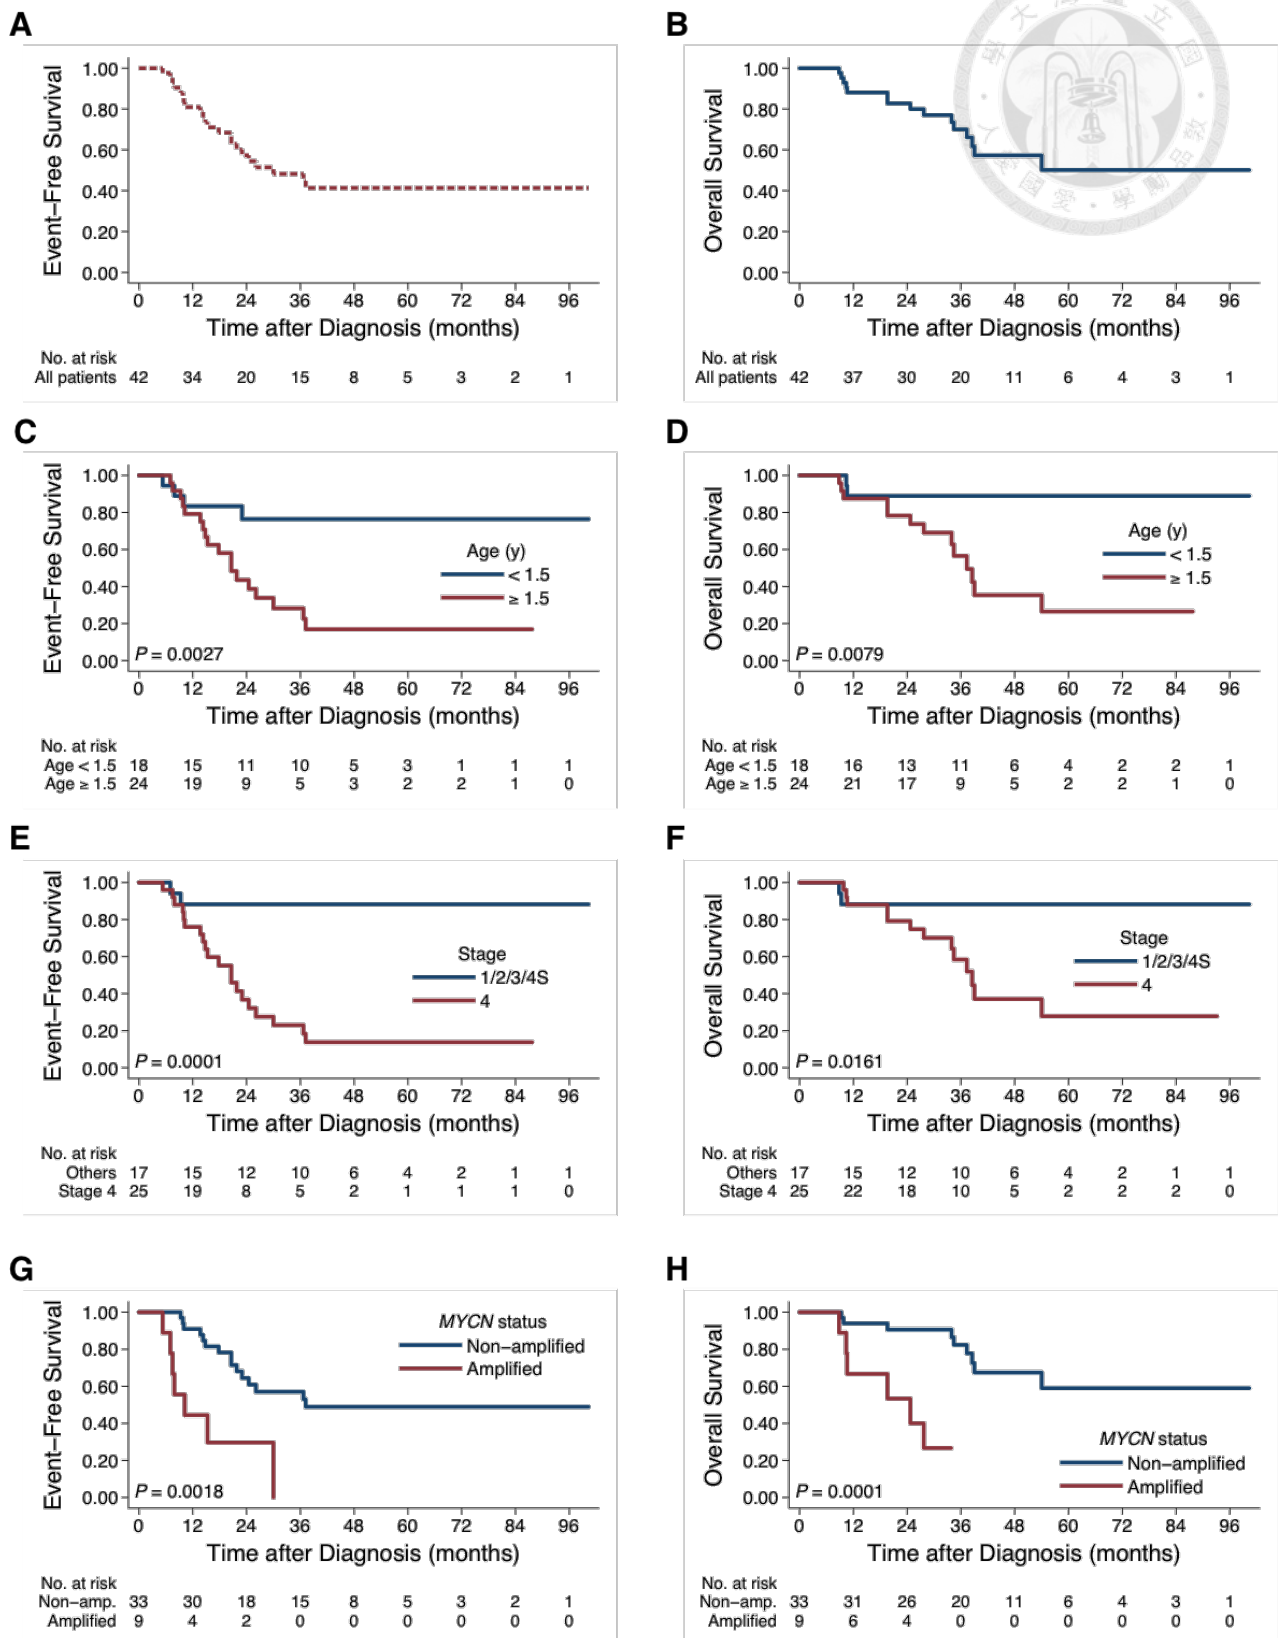 A
Event–Free Survival
1.00
0.80
0.60
0.40
0.20
0.00
0 12 24 36 48 60 72 84 96
Time after Diagnosis (months)
No. at risk
All patients 42 34 20 15 8 5 3 2 1
B
Overall Survival
1.00
0.80
0.60
0.40
0.20
0.00
0 12 24 36 48 60 72 84 96
Time after Diagnosis (months)
No. at risk
All patients 42 37 30 20 11 6 4 3 1
大
立
國
學
人
愛
國
愛
學
勵
品
教
C
Event–Free Survival
1.00
0.80
0.60
0.40
0.20
0.00
Age (y)
< 1.5
≥ 1.5
P = 0.0027
0 12 24 36 48 60 72 84 96
Time after Diagnosis (months)
No. at risk
Age < 1.5 18 15 11 10 5 3 1 1 1
Age ≥ 1.5 24 19 9 5 3 2 2 1 0
D
Overall Survival
1.00
0.80
0.60
0.40
0.20
0.00
Age (y)
< 1.5
≥ 1.5
P = 0.0079
0 12 24 36 48 60 72 84 96
Time after Diagnosis (months)
No. at risk
Age < 1.5 18 16 13 11 6 4 2 2 1
Age ≥ 1.5 24 21 17 9 5 2 2 1 0
E
Event–Free Survival
1.00
0.80
0.60
0.40
0.20
0.00
Stage
1/2/3/4S
4
P = 0.0001
0 12 24 36 48 60 72 84 96
Time after Diagnosis (months)
No. at risk
Others 17 15 12 10 6 4 2 1 1
Stage 4 25 19 8 5 2 1 1 1 0
F
Overall Survival
1.00
0.80
0.60
0.40
0.20
0.00
Stage
1/2/3/4S
4
P = 0.0161
0 12 24 36 48 60 72 84 96
Time after Diagnosis (months)
No. at risk
Others 17 15 12 10 6 4 2 1 1
Stage 4 25 22 18 10 5 2 2 2 0
G
Event–Free Survival
1.00
0.80
0.60
0.40
0.20
0.00
MYCN status
Non–amplified
Amplified
P = 0.0018
0 12 24 36 48 60 72 84 96
Time after Diagnosis (months)
No. at risk
Non–amp. 33 30 18 15 8 5 3 2 1
Amplified 9 4 2 0 0 0 0 0 0
H
Overall Survival
1.00
0.80
0.60
0.40
0.20
0.00
MYCN status
Non–amplified
Amplified
P = 0.0001
0 12 24 36 48 60 72 84 96
Time after Diagnosis (months)
No. at risk
Non–amp. 33 31 26 20 11 6 4 3 1
Amplified 9 6 4 0 0 0 0 0 0